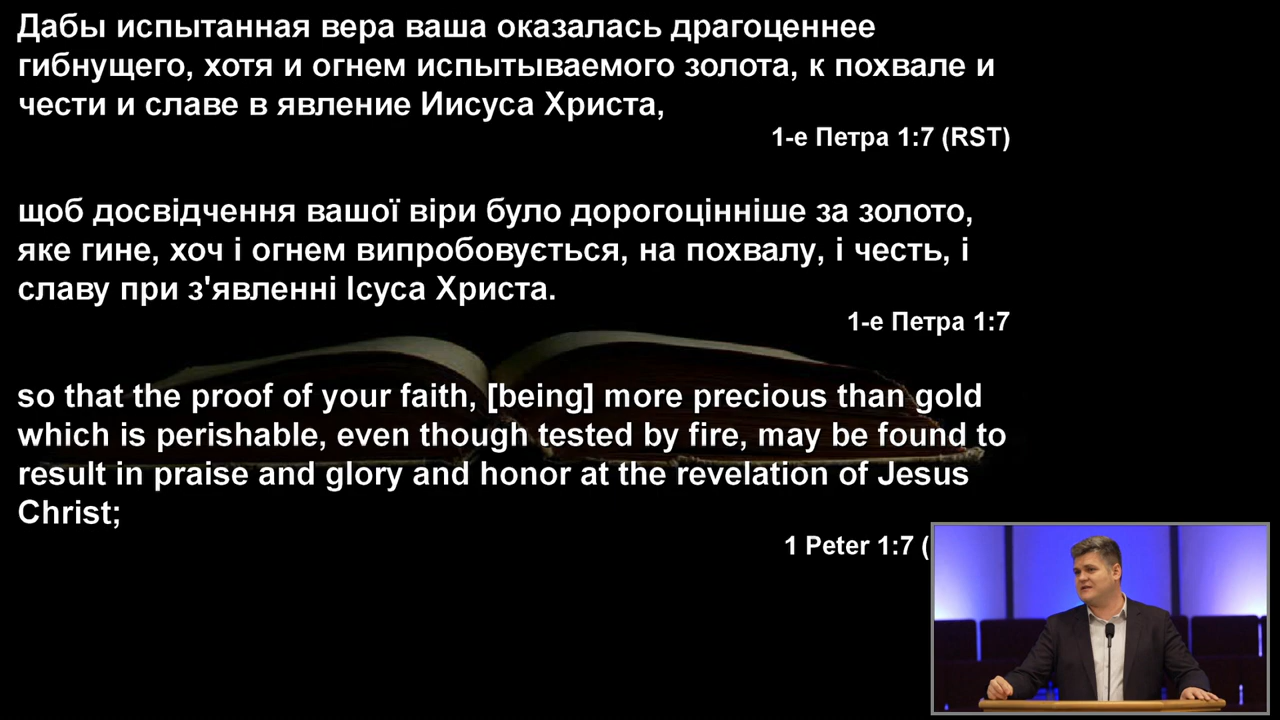 Дабы испытанная вера ваша оказалась драгоценнее
гибнущего, хотя и огнем испытываемого золота, к похвале и
чести и славе в явление Иисуса Христа,
1-е Петра 1:7 (RST)
щоб досвідчення вашої віри було дорогоцінніше за золото,
яке гине, хоч і огнем випробовується, на похвалу, і честь, і
славу при з'явленні Ісуса Христа.
1-е Петра 1:7
so that the proof of your faith, [being] more precious than gold
which is perishable, even though tested by fire, may be found to
result in praise and glory and honor at the revelation of Jesus
Christ;
1 Peter 1:7 (